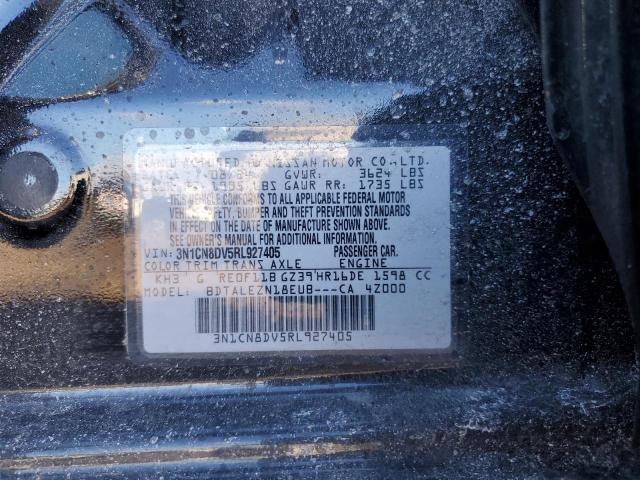 NISSAN MOTOR CO.,LTD.
GVWR: 3624 LBS
1995 LBS GAWR RR: 1735 LBS
THIS VEHICLE CONFORMS TO ALL APPLICABLE FEDERAL MOTOR
VEHICLE SAFETY, BUMPER AND THEFT PREVENTION STANDARDS
IN EFFECT ON THE DATE OF MANUFACTURE SHOWN ABOVE.
SEE OWNER'S MANUAL FOR ADDITIONAL INFORMATION.
VIN: 3N1CN8DV5RL927405 PASSENGER CAR.
COLOR TRIM TRANS AXLE ENGINE
KH3 G RE0F11B GZ39 HR16DE 1598 CC
MODEL: BDTALEZN18EUB---CA 4Z000
3N1CN8DV5RL927405